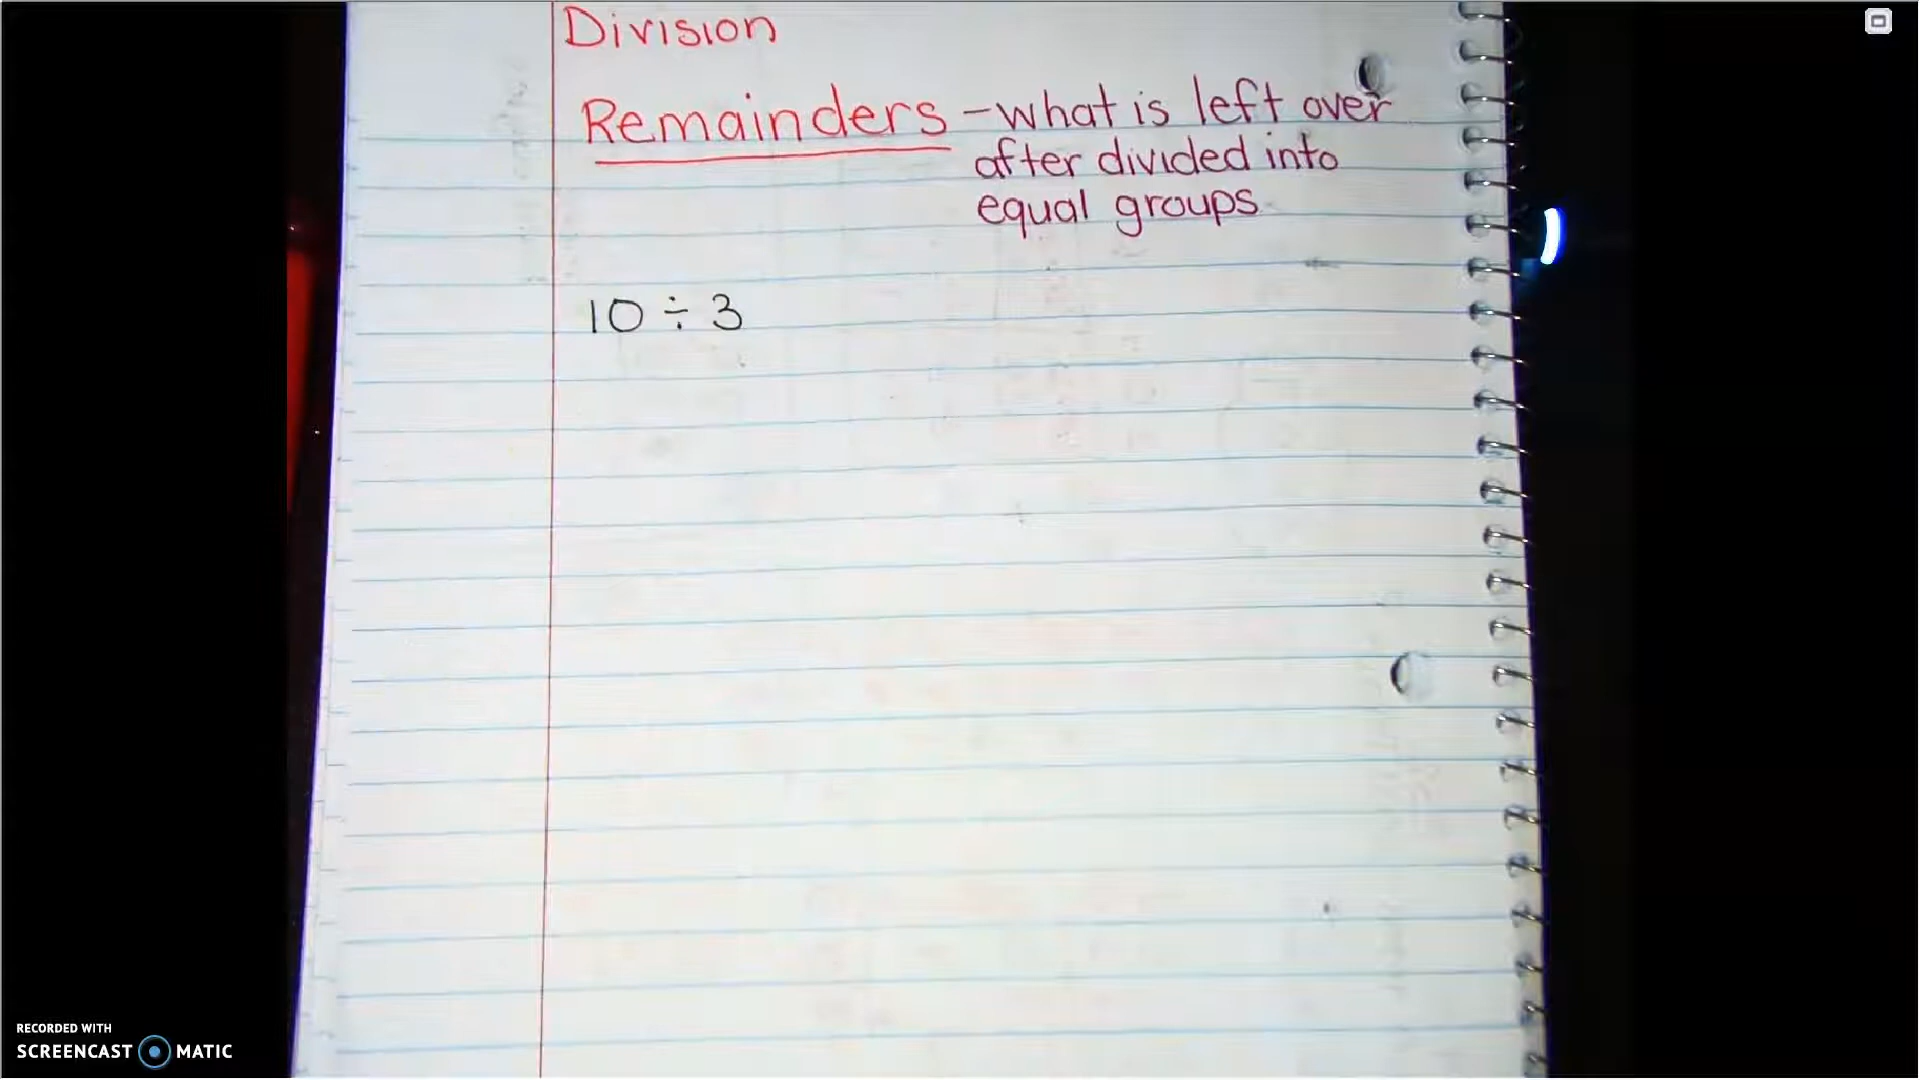 Division
Remainders - what is left over
after divided into
equal groups.
10 ÷ 3
RECORDED WITH
SCREENCAST MATIC